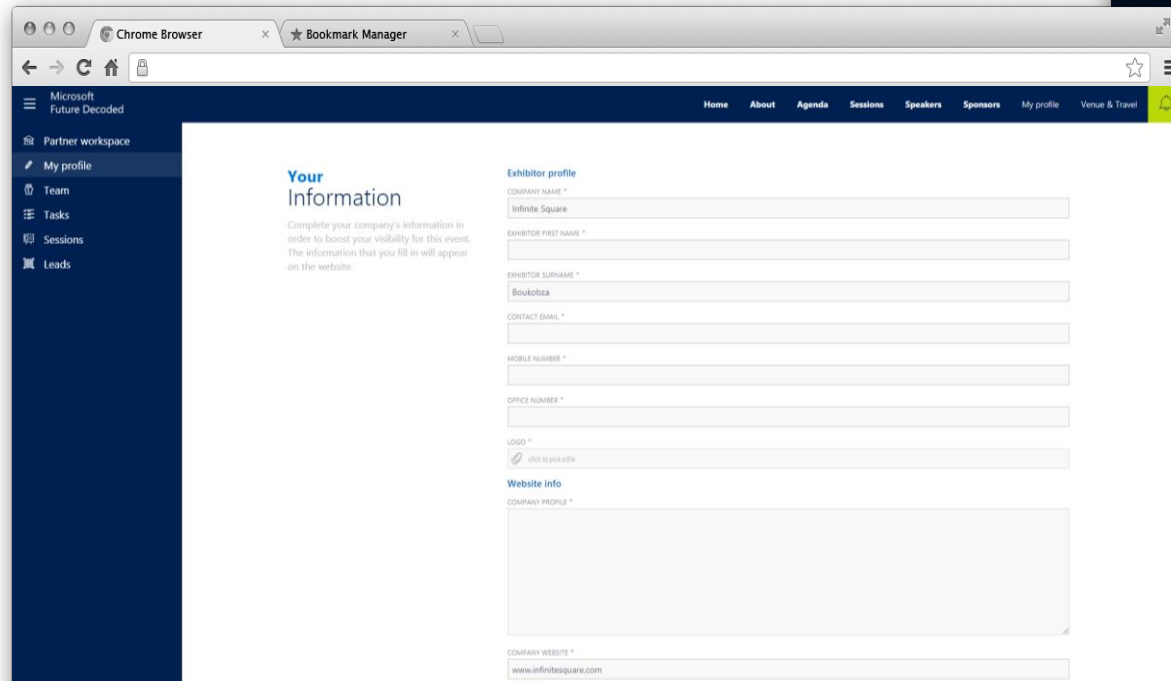 Chrome Browser
Bookmark Manager
Microsoft
Future Decoded
Home About Agenda Sessions Speakers Sponsors My profile Venue & Travel
Partner workspace
My profile
Team
Tasks
Sessions
Leads
Your
Information
Complete your company's information in
order to boost your visibility for this event.
The information that you fill in will appear
on the website.
Exhibitor profile
COMPANY NAME *
Infinite Square
EXHIBITOR FIRST NAME *
EXHIBITOR SURNAME *
Boukobza
CONTACT EMAIL *
MOBILE NUMBER *
OFFICE NUMBER *
LOGO *
click to pick a file
Website info
COMPANY PROFILE *
COMPANY WEBSITE *
www.infinitesquare.com